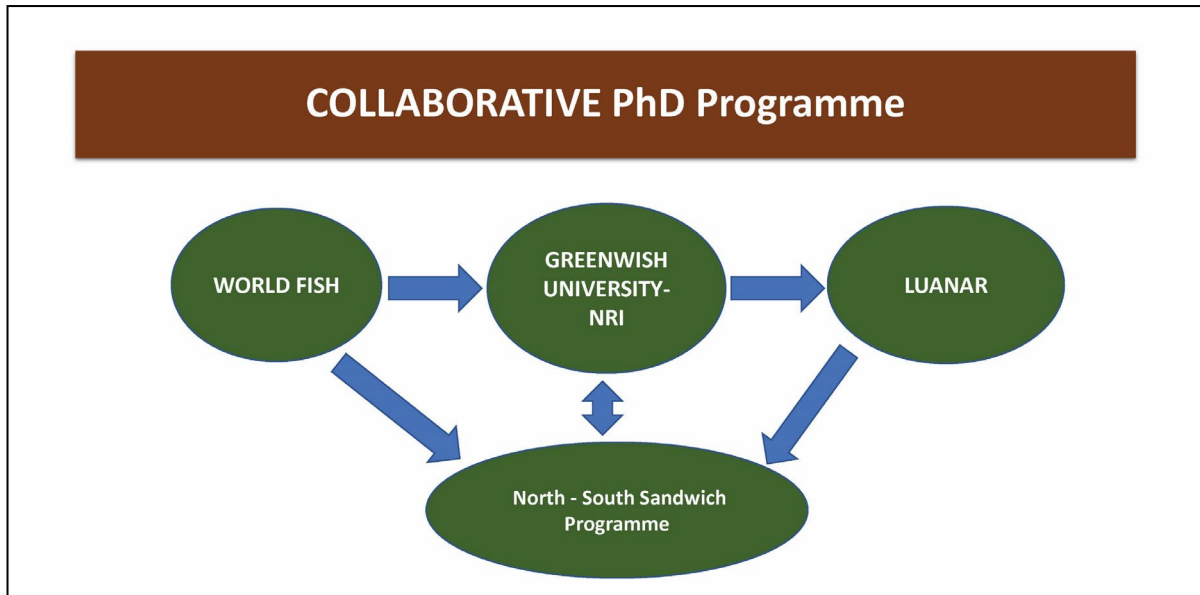 COLLABORATIVE PhD Programme
WORLD FISH
GREENWISH
UNIVERSITY-
NRI
LUANAR
North - South Sandwich
Programme